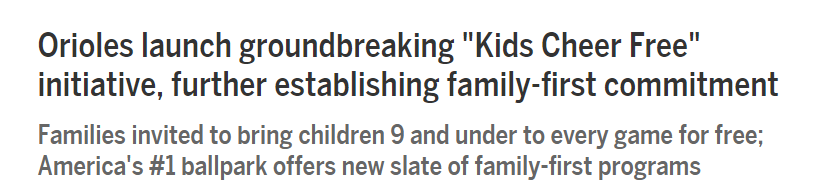 Orioles launch groundbreaking "Kids Cheer Free"
initiative, further establishing family-first commitment
Families invited to bring children 9 and under to every game for free;
America's #1 ballpark offers new slate of family-first programs